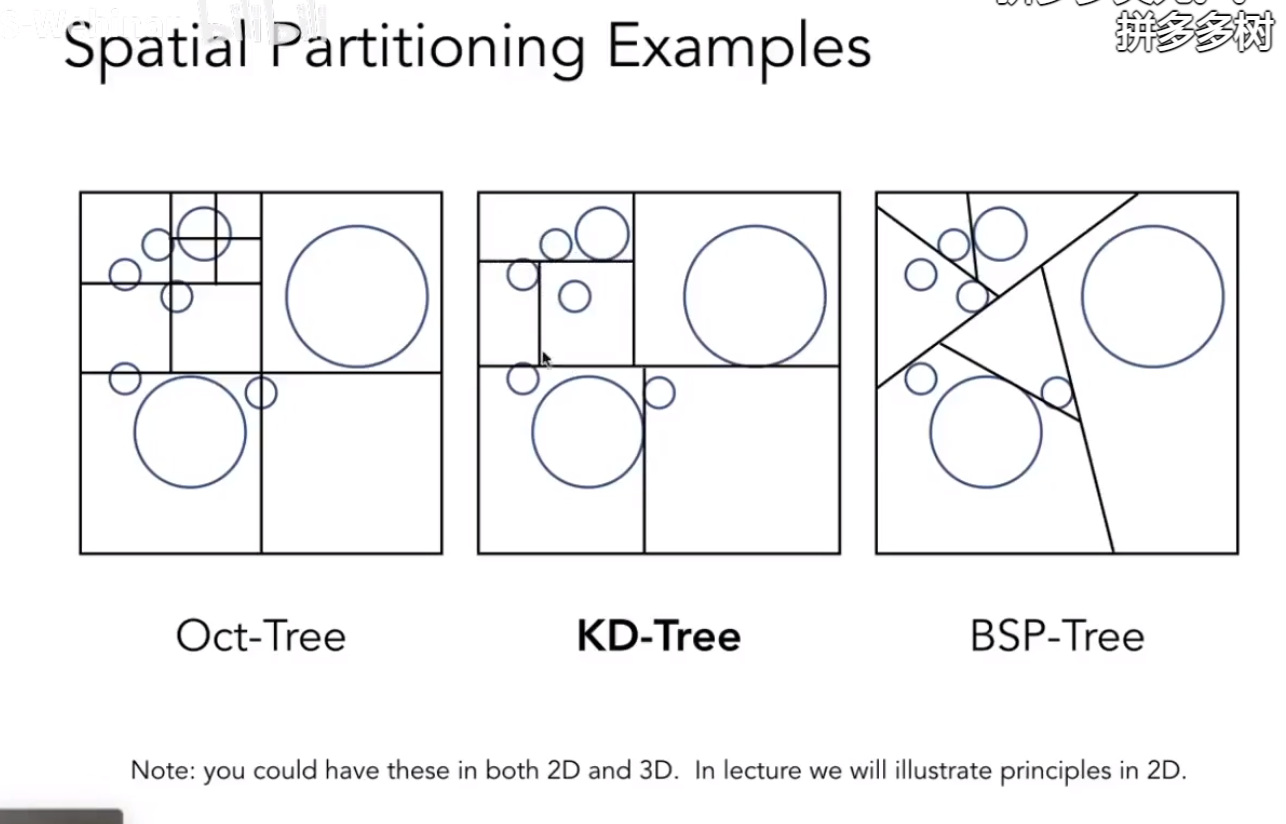 拼多多树
Spatial Partitioning Examples
Oct-Tree
KD-Tree
BSP-Tree
Note: you could have these in both 2D and 3D.  In lecture we will illustrate principles in 2D.